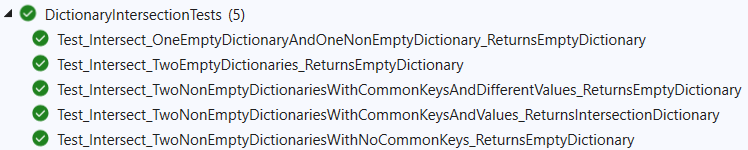 DictionaryIntersectionTests (5)
Test_Intersect_OneEmptyDictionaryAndOneNonEmptyDictionary_ReturnsEmptyDictionary
Test_Intersect_TwoEmptyDictionaries_ReturnsEmptyDictionary
Test_Intersect_TwoNonEmptyDictionariesWithCommonKeysAndDifferentValues_ReturnsEmptyDictionary
Test_Intersect_TwoNonEmptyDictionariesWithCommonKeysAndValues_ReturnsIntersectionDictionary
Test_Intersect_TwoNonEmptyDictionariesWithNoCommonKeys_ReturnsEmptyDictionary